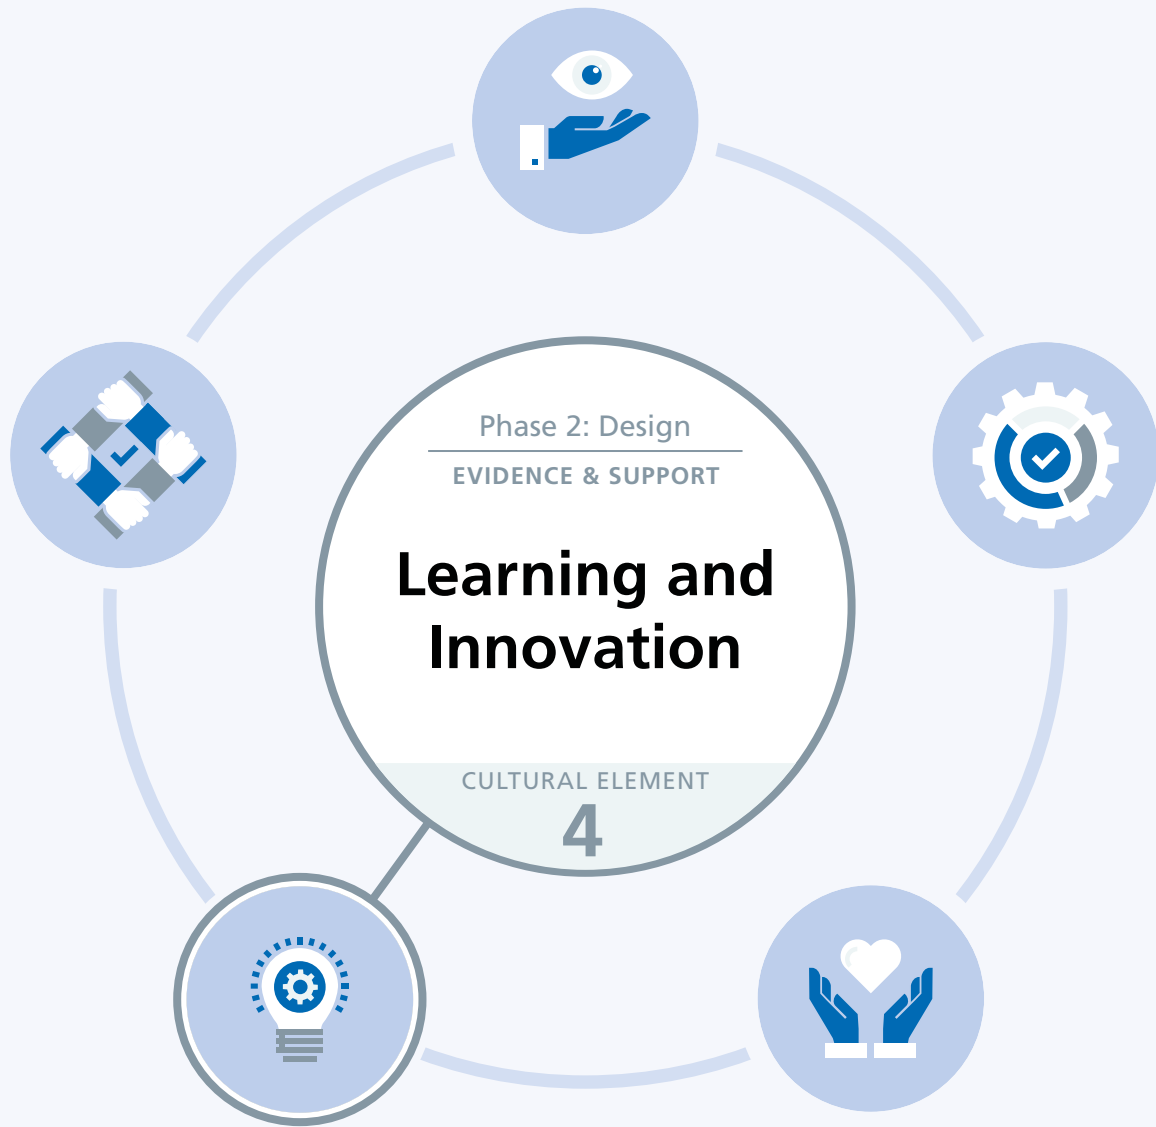 Phase 2: Design
EVIDENCE & SUPPORT
Learning and
Innovation
CULTURAL ELEMENT
4